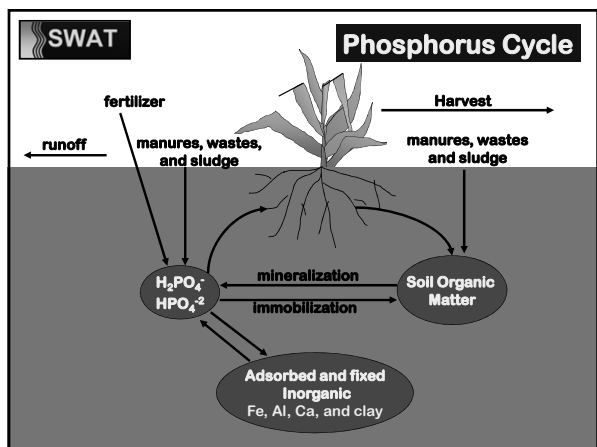 SWAT
Phosphorus Cycle
fertilizer
Harvest
runoff
manures, wastes,
and sludge
manures, wastes
and sludge
mineralization
immobilization
H₂PO₄⁻
HPO₄⁻²
Soil Organic
Matter
Adsorbed and fixed
Inorganic
Fe, Al, Ca, and clay